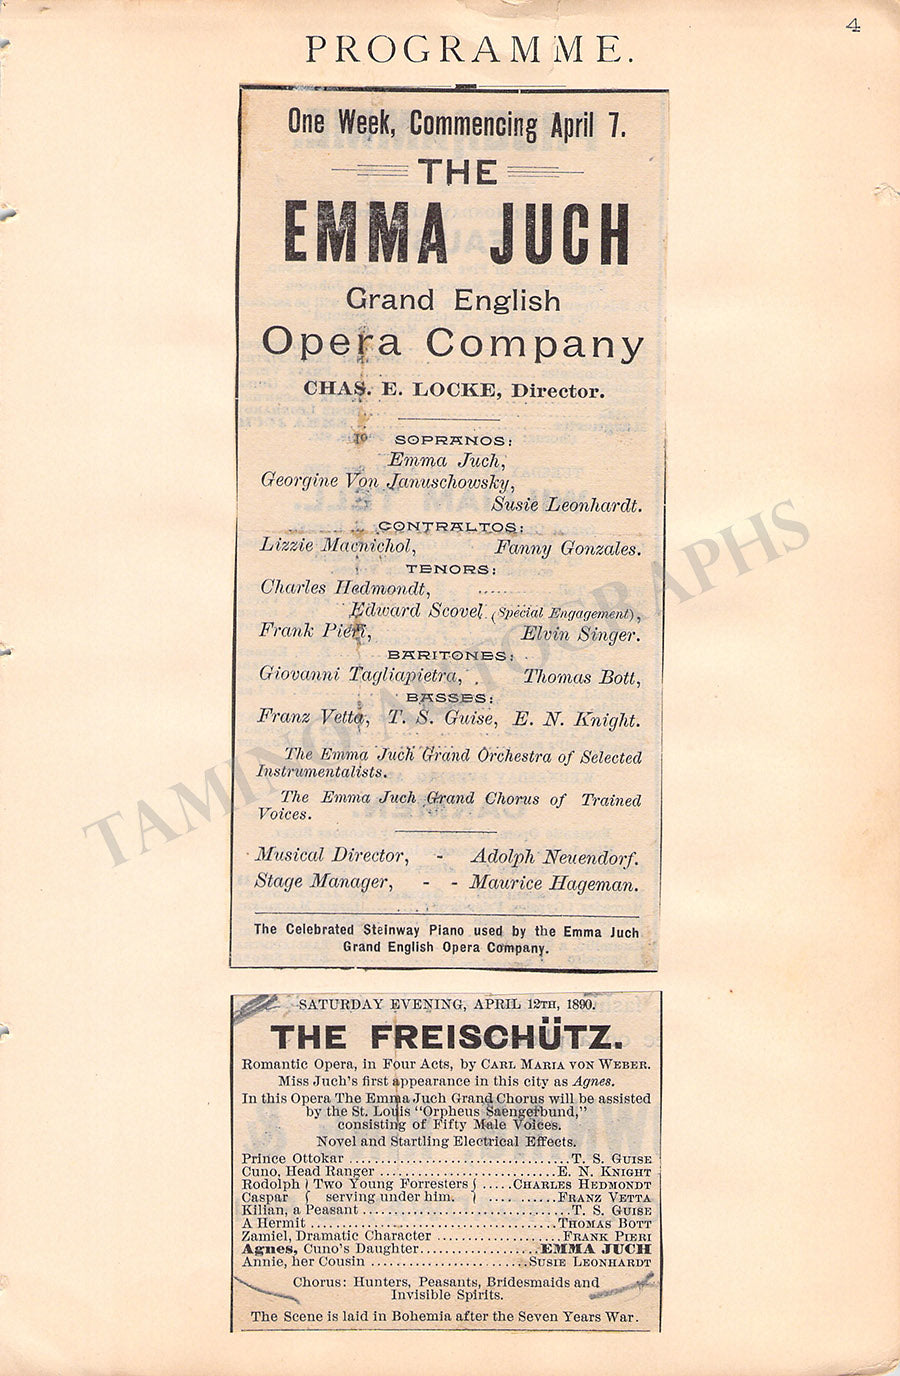 4
PROGRAMME.
One Week, Commencing April 7.
THE
EMMA JUCH
Grand English
Opera Company
CHAS. E. LOCKE, Director.
SOPRANOS:
Emma Juch,
Georgine Von Januschowsky,
Susie Leonhardt.
CONTRALTOS:
Lizzie Macnichol, Fanny Gonzales.
TENORS:
Charles Hedmondt,
Edward Scovel (Special Engagement),
Frank Pieri, Elvin Singer.
BARITONES:
Giovanni Tagliapietra, Thomas Bott,
BASSES:
Franz Vetta, T. S. Guise, E. N. Knight.
The Emma Juch Grand Orchestra of Selected
Instrumentalists.
The Emma Juch Grand Chorus of Trained
Voices.
Musical Director, - Adolph Neuendorf.
Stage Manager, - - Maurice Hageman.
The Celebrated Steinway Piano used by the Emma Juch
Grand English Opera Company.
SATURDAY EVENING, APRIL 12TH, 1890.
THE FREISCHÜTZ.
Romantic Opera, in Four Acts, by CARL MARIA VON WEBER.
Miss Juch's first appearance in this city as Agnes.
In this Opera The Emma Juch Grand Chorus will be assisted
by the St. Louis "Orpheus Saengerbund,"
consisting of Fifty Male Voices.
Novel and Startling Electrical Effects.
Prince Ottokar ................................T. S. GUISE
Cuno, Head Ranger .........................E. N. KNIGHT
Rodolph } Two Young Forresters { .....CHARLES HEDMONDT
Caspar { serving under him. } ..........FRANZ VETTA
Kilian, a Peasant ..............................T. S. GUISE
A Hermit ...................................THOMAS BOTT
Zamiel, Dramatic Character ..................FRANK PIERI
Agnes, Cuno's Daughter..................EMMA JUCH
Annie, her Cousin .......................SUSIE LEONHARDT
Chorus: Hunters, Peasants, Bridesmaids and
Invisible Spirits.
The Scene is laid in Bohemia after the Seven Years War.
TAMINO AUTOGRAPHS